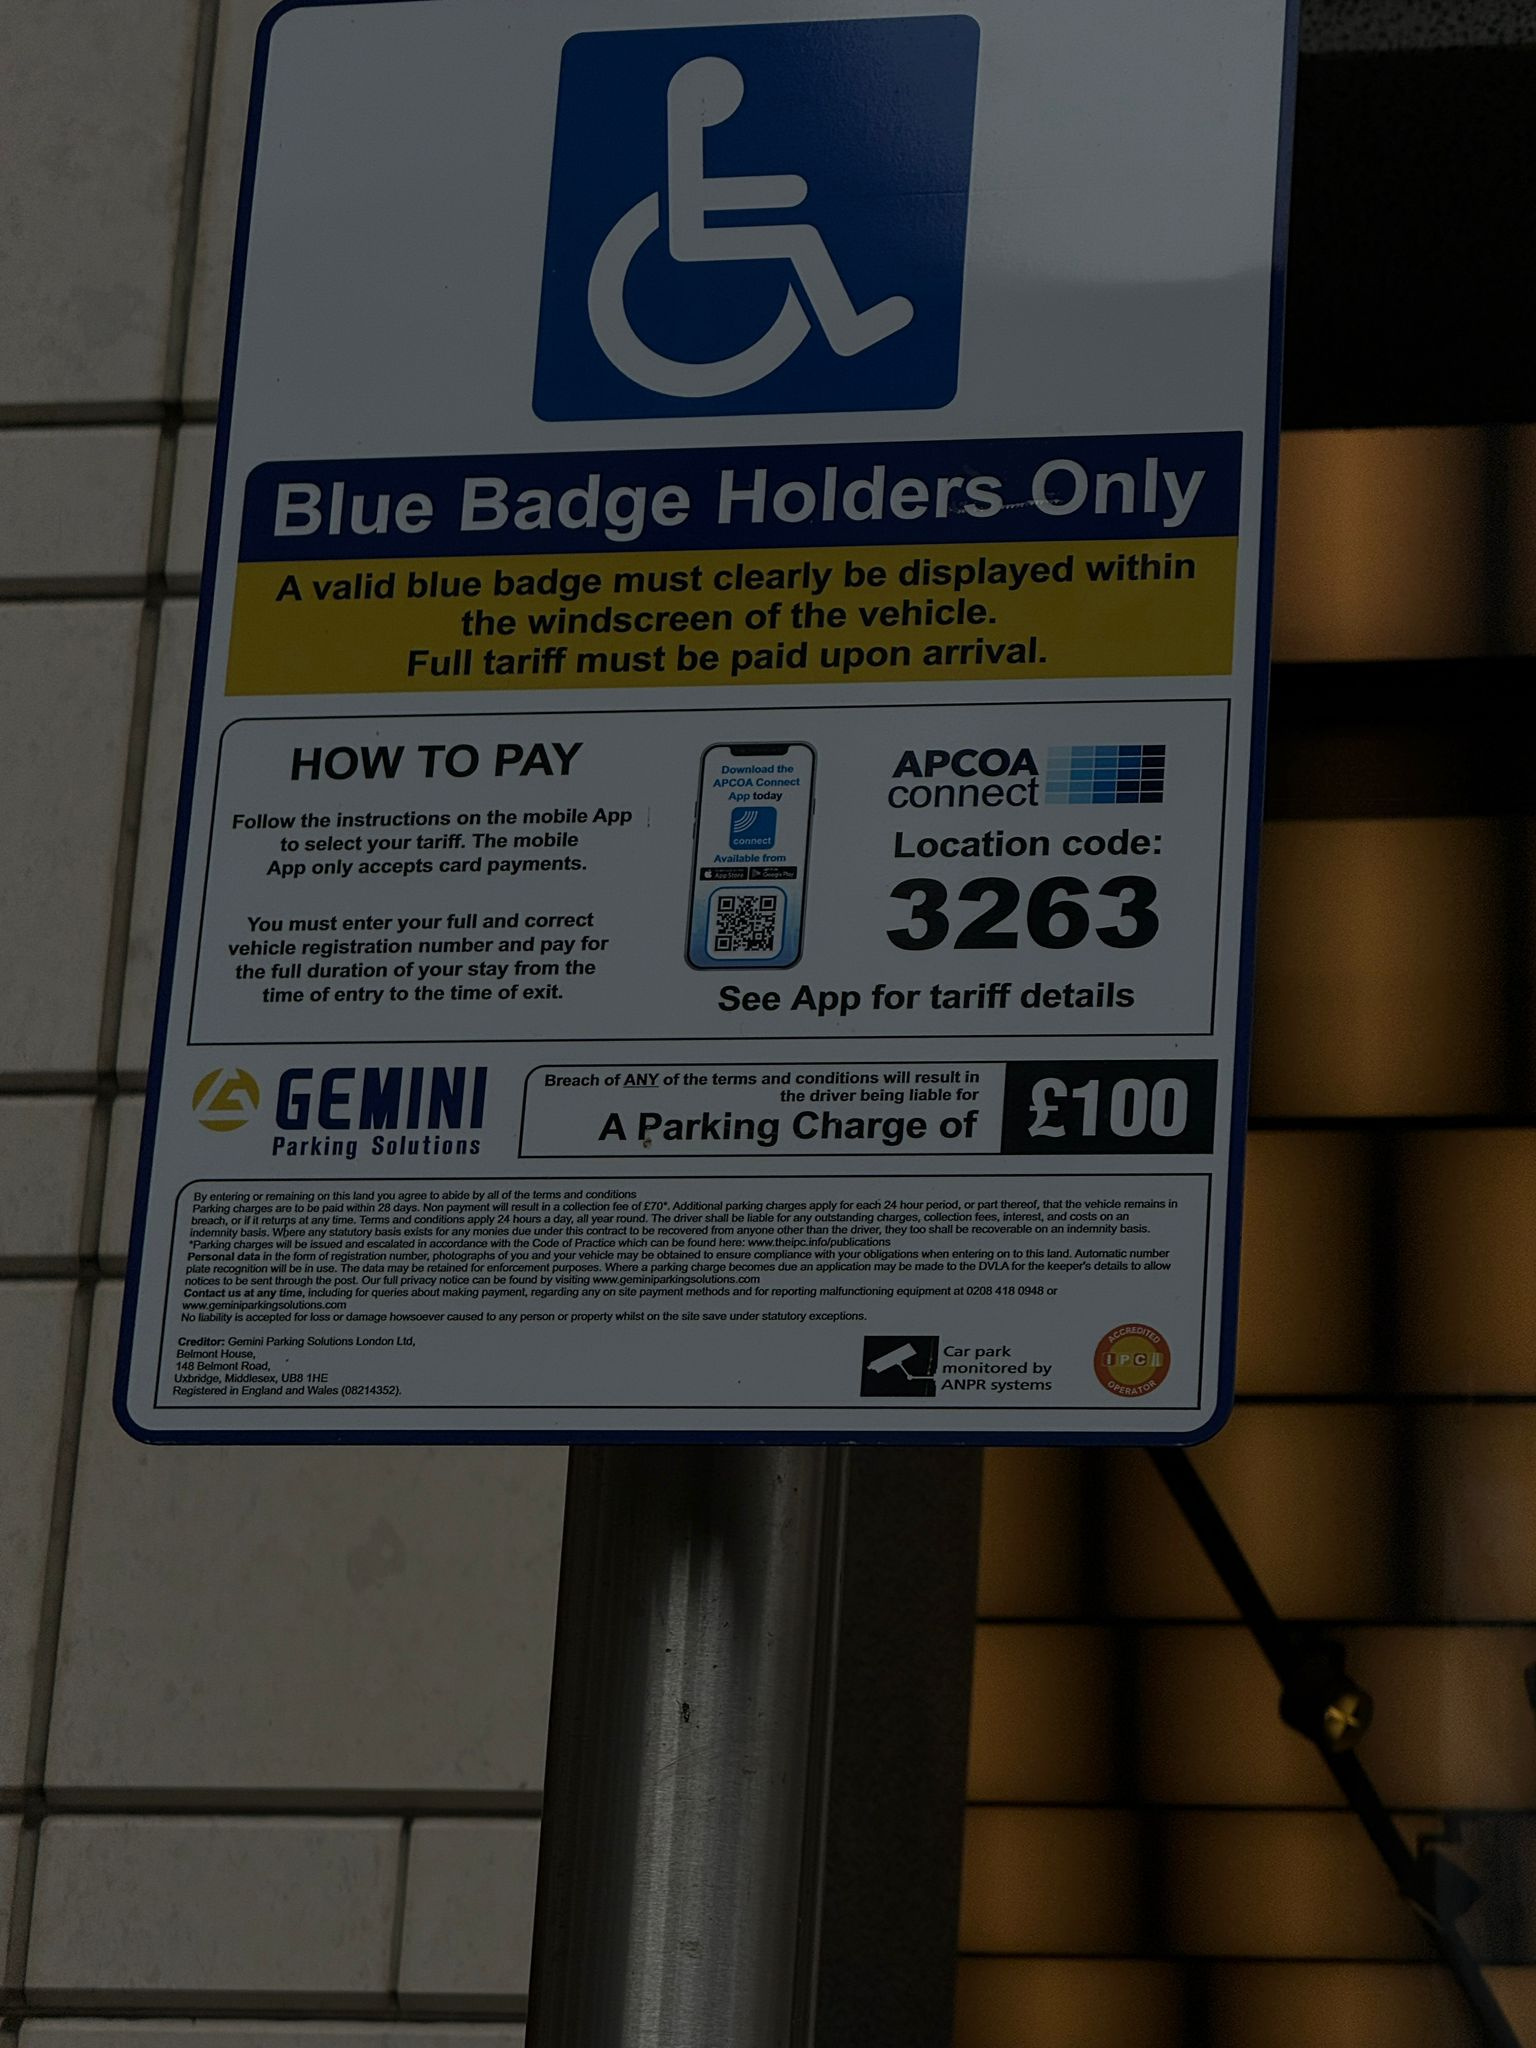 Blue Badge Holders Only
A valid blue badge must clearly be displayed within
the windscreen of the vehicle.
Full tariff must be paid upon arrival.
HOW TO PAY
Follow the instructions on the mobile App
to select your tariff. The mobile
App only accepts card payments.
You must enter your full and correct
vehicle registration number and pay for
the full duration of your stay from the
time of entry to the time of exit.
Download the
APCOA Connect
App today
connect
Available from
App Store
Google Play
APCOA
connect
Location code:
3263
See App for tariff details
GEMINI
Parking Solutions
Breach of ANY of the terms and conditions will result in
the driver being liable for
A Parking Charge of
£100
By entering or remaining on this land you agree to abide by all of the terms and conditions
Parking charges are to be paid within 28 days. Non payment will result in a collection fee of £70*. Additional parking charges apply for each 24 hour period, or part thereof, that the vehicle remains in
breach, or if it returns at any time. Terms and conditions apply 24 hours a day, all year round. The driver shall be liable for any outstanding charges, collection fees, interest, and costs on an
indemnity basis. Where any statutory basis exists for any monies due under this contract to be recovered from anyone other than the driver, they too shall be recoverable on an indemnity basis.
*Parking charges will be issued and escalated in accordance with the Code of Practice which can be found here: www.theipc.info/publications
Personal data in the form of registration number, photographs of you and your vehicle may be obtained to ensure compliance with your obligations when entering on to this land. Automatic number
plate recognition will be in use. The data may be retained for enforcement purposes. Where a parking charge becomes due an application may be made to the DVLA for the keeper's details to allow
notices to be sent through the post. Our full privacy notice can be found by visiting www.geminiparkingsolutions.com
Contact us at any time, including for queries about making payment, regarding any on site payment methods and for reporting malfunctioning equipment at 0208 418 0948 or
www.geminiparkingsolutions.com
No liability is accepted for loss or damage howsoever caused to any person or property whilst on the site save under statutory exceptions.
Creditor: Gemini Parking Solutions London Ltd,
Belmont House,
148 Belmont Road,
Uxbridge, Middlesex, UB8 1HE
Registered in England and Wales (08214352).
Car park
monitored by
ANPR systems
ACCREDITED
IPC
OPERATOR